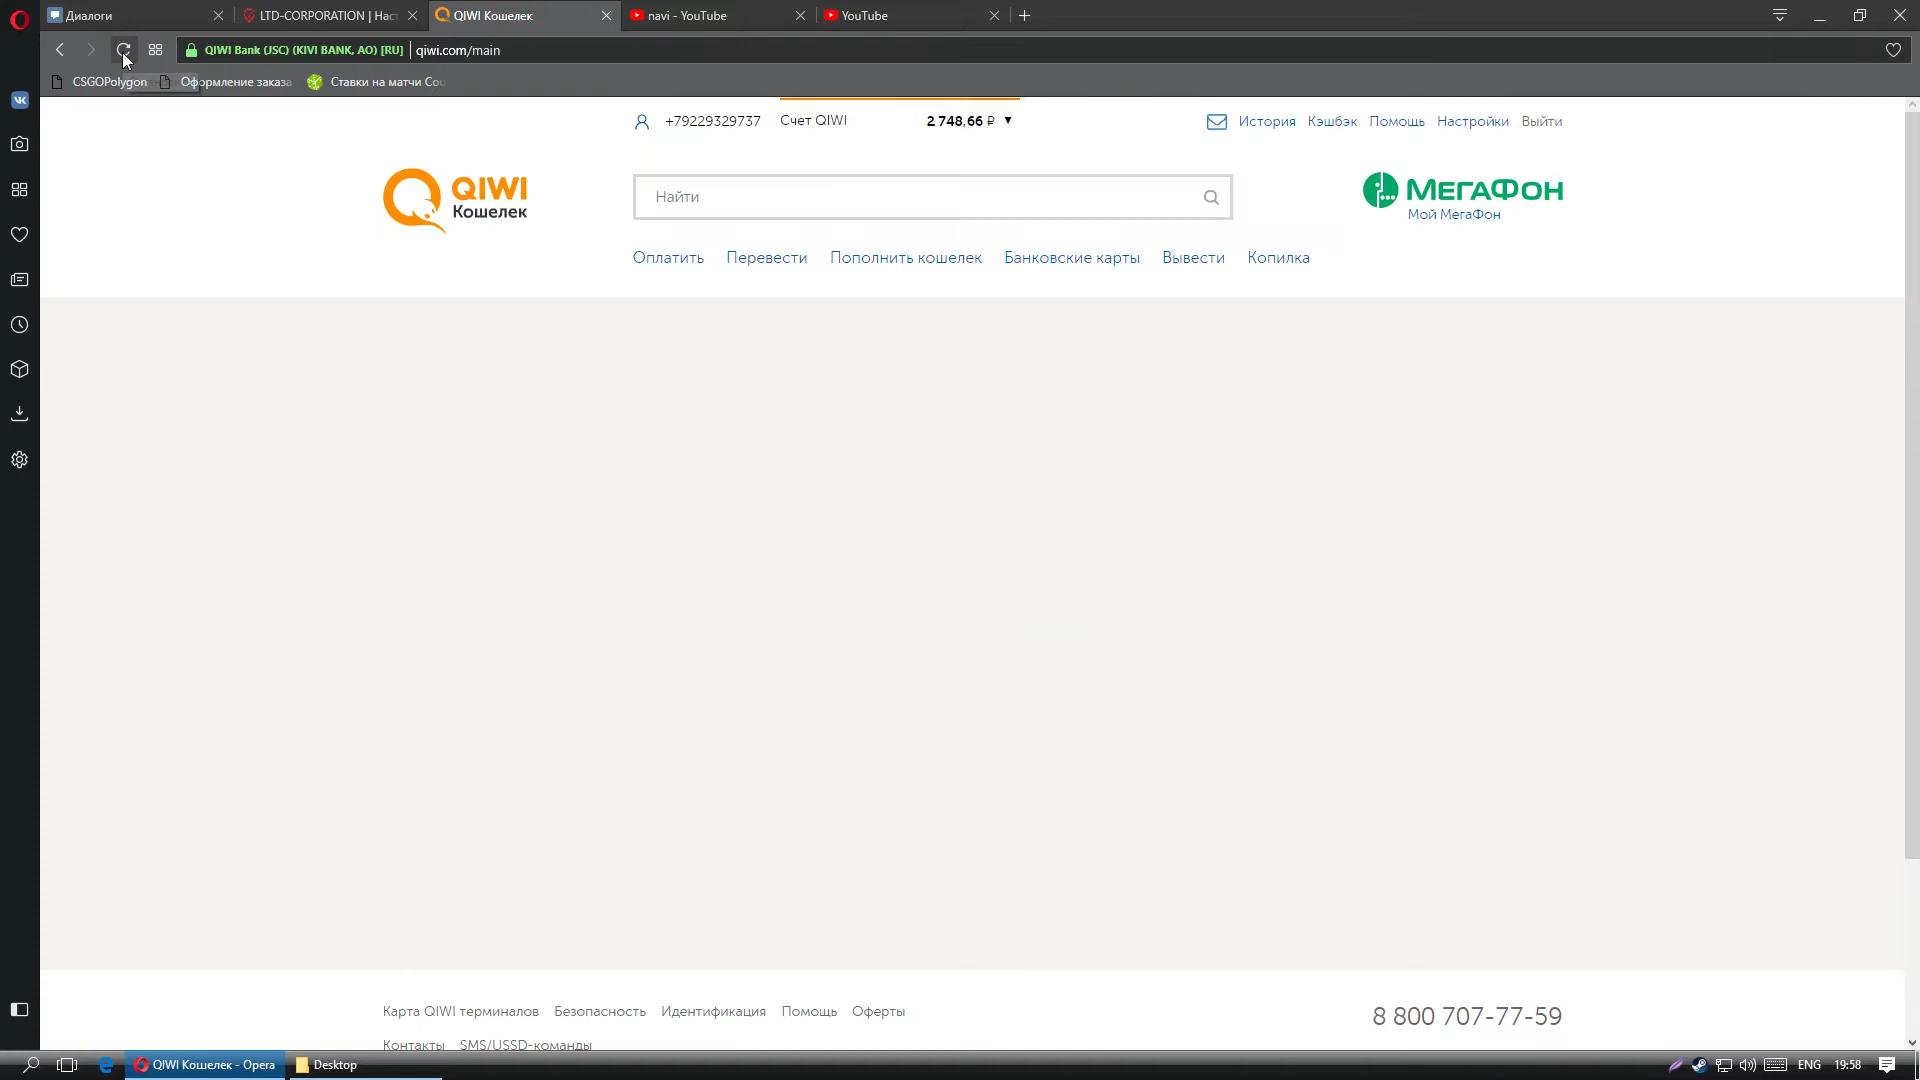 Диалоги
LTD-CORPORATION | Нас
QIWI Кошелек
navi - YouTube
YouTube
QIWI Bank (JSC) (KIVI BANK, AO) [RU]
qiwi.com/main
CSGOPolygon
Оформление заказа
Ставки на матчи Cou
+79229329737
Счет QIWI
2 748,66 ₽ ▼
История Кэшбэк Помощь Настройки Выйти
QIWI
Кошелек
Найти
МЕГАФОН
Мой МегаФон
Оплатить Перевести Пополнить кошелек Банковские карты Вывести Копилка
Карта QIWI терминалов Безопасность Идентификация Помощь Оферты
8 800 707-77-59
Контакты SMS/USSD-команды
QIWI Кошелек - Opera
Desktop
ENG
19:58